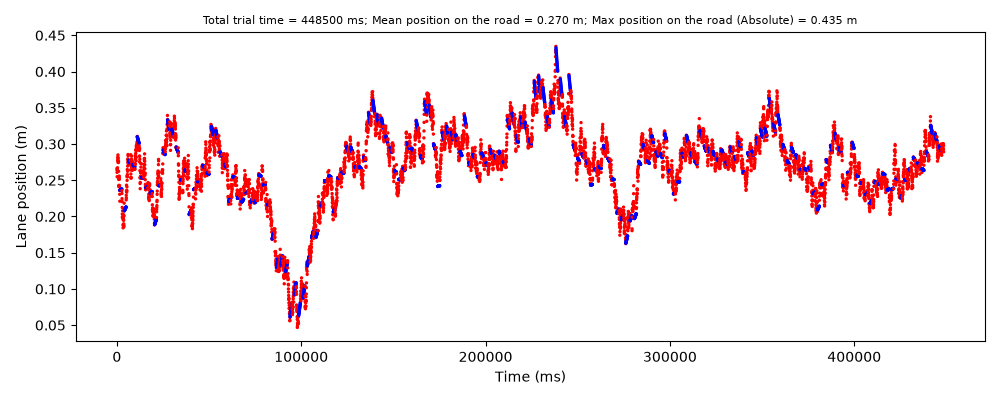 Total trial time = 448500 ms; Mean position on the road = 0.270 m; Max position on the road (Absolute) = 0.435 m
0.45
0.40
0.35
0.30
0.25
0.20
0.15
0.10
0.05
Lane position (m)
0 100000 200000 300000 400000
Time (ms)